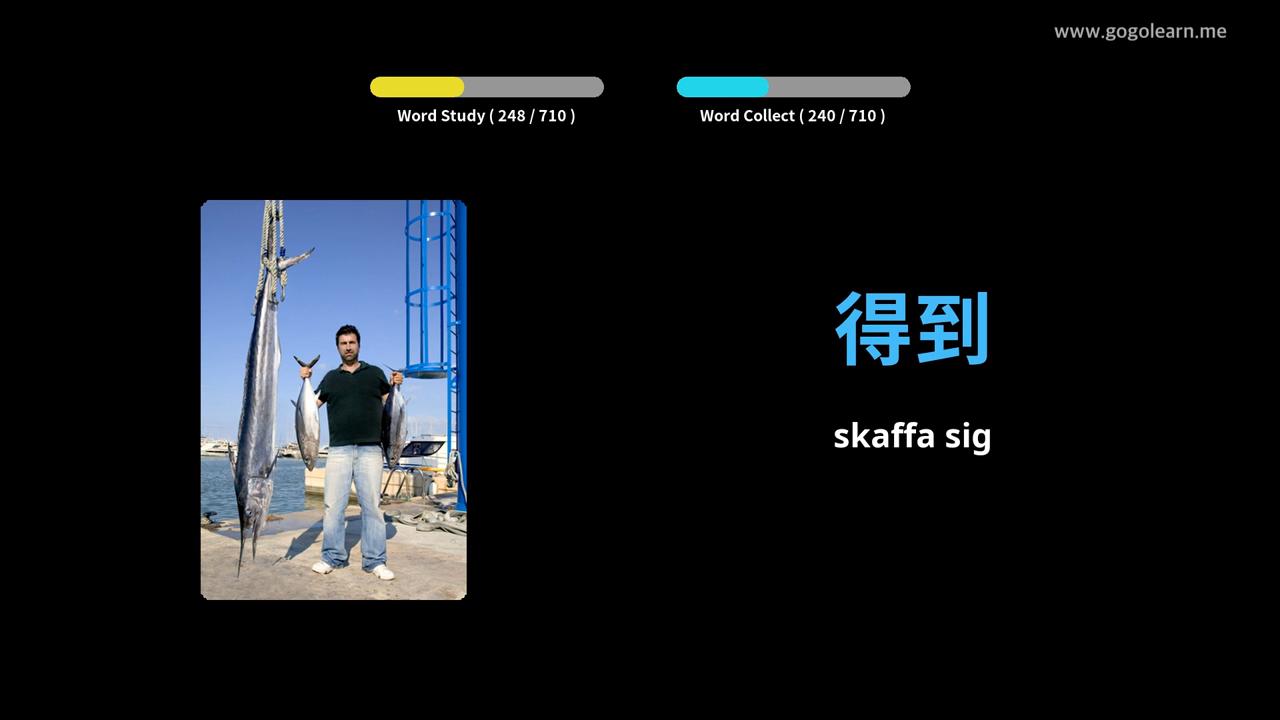 www.gogolearn.me
Word Study ( 248 / 710 )
Word Collect ( 240 / 710 )
得到
skaffa sig